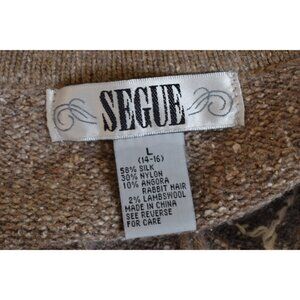 SEGUE
L
(14-16)
58% SILK
30% NYLON
10% ANGORA
RABBIT HAIR
2% LAMBSWOOL
MADE IN CHINA
SEE REVERSE
FOR CARE